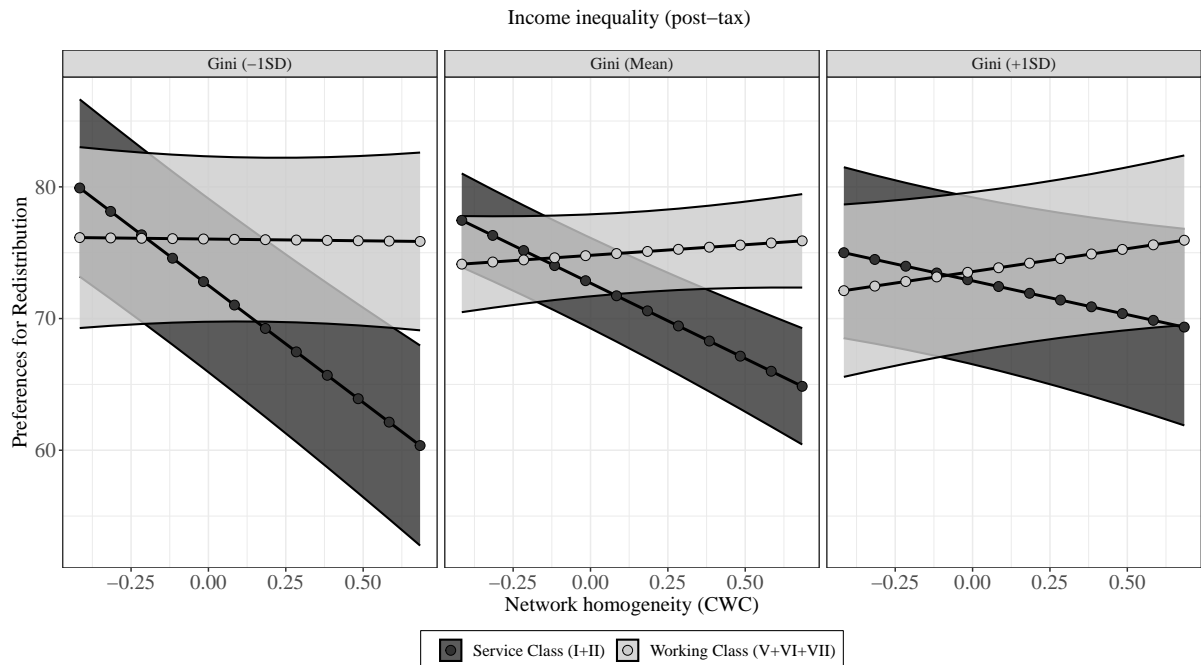 Income inequality (post−tax)
Gini (−1SD) Gini (Mean) Gini (+1SD)
Preferences for Redistribution
80
70
60
−0.25 0.00 0.25 0.50 −0.25 0.00 0.25 0.50 −0.25 0.00 0.25 0.50
Network homogeneity (CWC)
Service Class (I+II) Working Class (V+VI+VII)